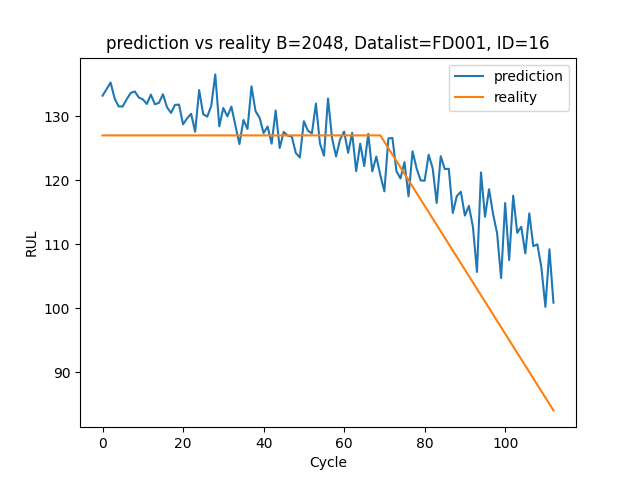 prediction vs reality B=2048, Datalist=FD001, ID=16
prediction
reality
RUL
130
120
110
100
90
0 20 40 60 80 100
Cycle